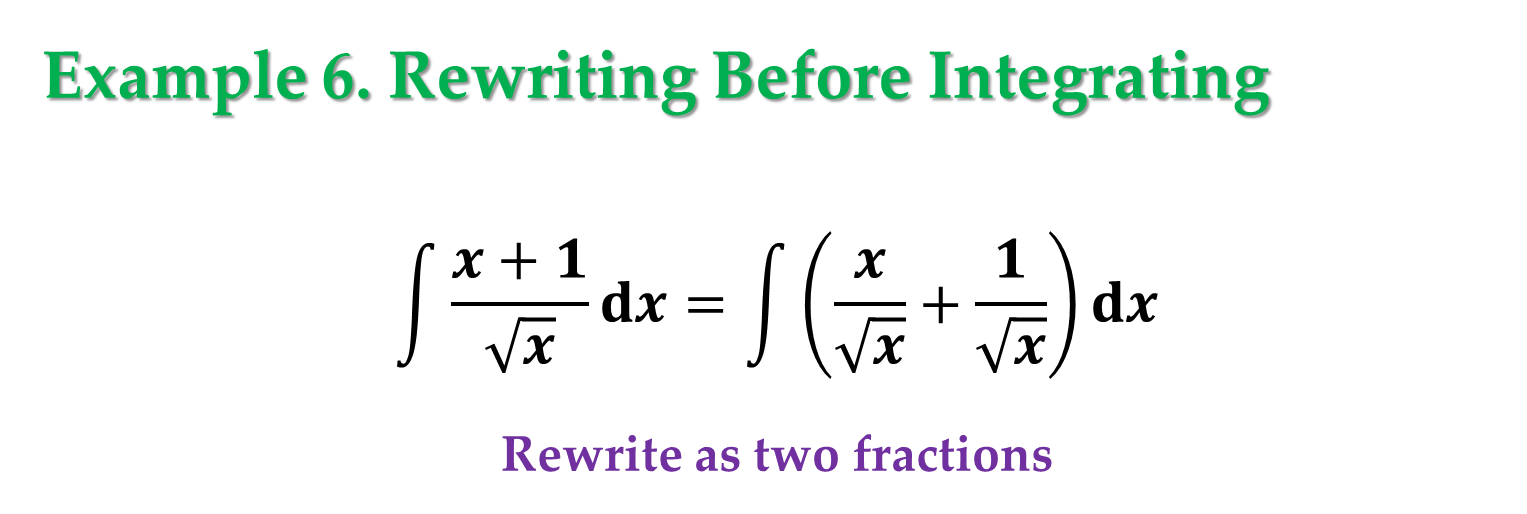 Example 6. Rewriting Before Integrating
∫ (x + 1)/√x dx = ∫ (x/√x + 1/√x) dx
Rewrite as two fractions